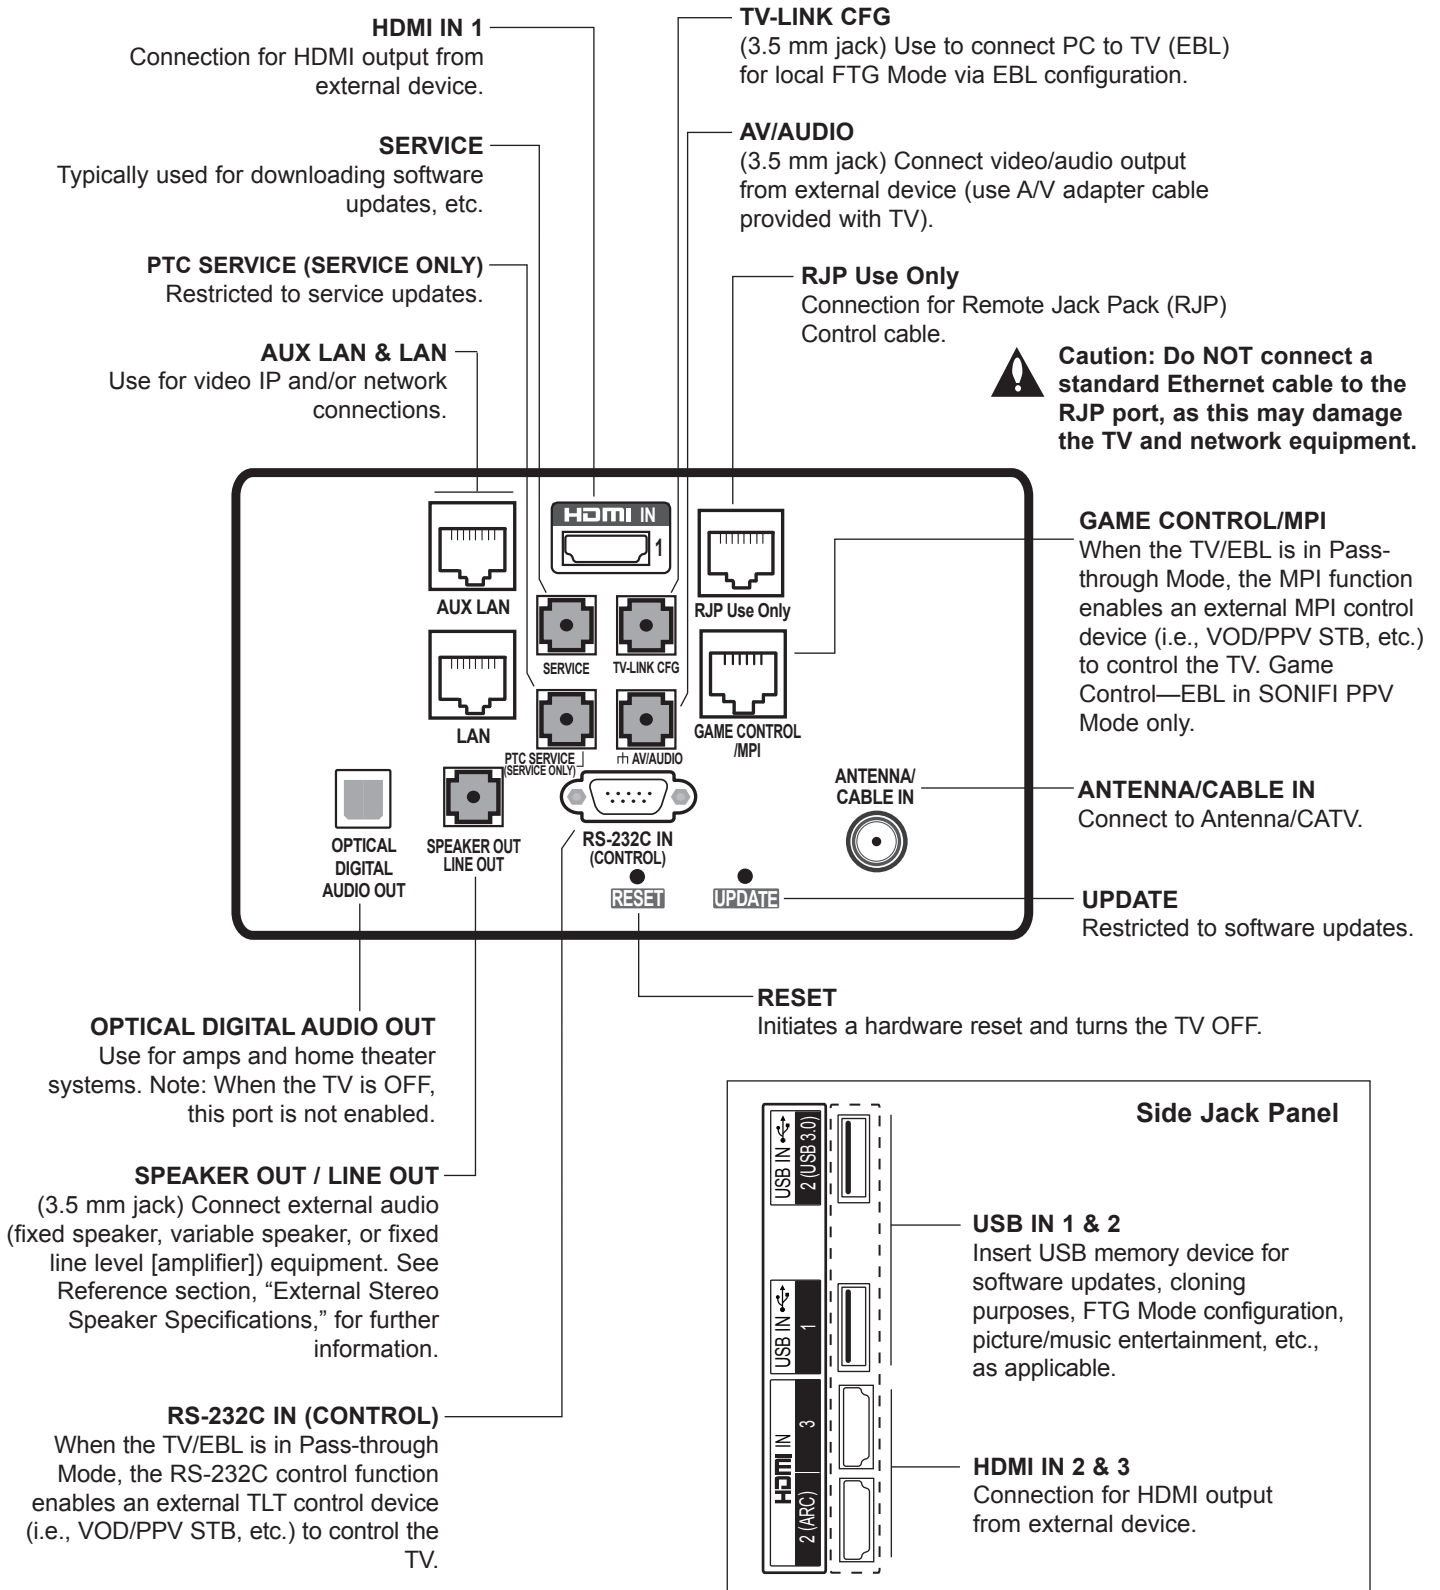 HDMI IN 1
Connection for HDMI output from
external device.
SERVICE
Typically used for downloading software
updates, etc.
PTC SERVICE (SERVICE ONLY)
Restricted to service updates.
AUX LAN & LAN
Use for video IP and/or network
connections.
TV-LINK CFG
(3.5 mm jack) Use to connect PC to TV (EBL)
for local FTG Mode via EBL configuration.
AV/AUDIO
(3.5 mm jack) Connect video/audio output
from external device (use A/V adapter cable
provided with TV).
RJP Use Only
Connection for Remote Jack Pack (RJP)
Control cable.
Caution: Do NOT connect a
standard Ethernet cable to the
RJP port, as this may damage
the TV and network equipment.
HDMI IN
1
AUX LAN
RJP Use Only
SERVICE
TV-LINK CFG
LAN
GAME CONTROL
/MPI
PTC SERVICE
(SERVICE ONLY)
AV/AUDIO
ANTENNA/
CABLE IN
OPTICAL
DIGITAL
AUDIO OUT
SPEAKER OUT
LINE OUT
RS-232C IN
(CONTROL)
RESET
UPDATE
GAME CONTROL/MPI
When the TV/EBL is in Pass-
through Mode, the MPI function
enables an external MPI control
device (i.e., VOD/PPV STB, etc.)
to control the TV. Game
Control—EBL in SONIFI PPV
Mode only.
ANTENNA/CABLE IN
Connect to Antenna/CATV.
UPDATE
Restricted to software updates.
RESET
Initiates a hardware reset and turns the TV OFF.
OPTICAL DIGITAL AUDIO OUT
Use for amps and home theater
systems. Note: When the TV is OFF,
this port is not enabled.
SPEAKER OUT / LINE OUT
(3.5 mm jack) Connect external audio
(fixed speaker, variable speaker, or fixed
line level [amplifier]) equipment. See
Reference section, “External Stereo
Speaker Specifications,” for further
information.
RS-232C IN (CONTROL)
When the TV/EBL is in Pass-through
Mode, the RS-232C control function
enables an external TLT control device
(i.e., VOD/PPV STB, etc.) to control the
TV.
Side Jack Panel
USB IN
2 (USB 3.0)
USB IN
1
HDMI IN
3
2 (ARC)
USB IN 1 & 2
Insert USB memory device for
software updates, cloning
purposes, FTG Mode configuration,
picture/music entertainment, etc.,
as applicable.
HDMI IN 2 & 3
Connection for HDMI output
from external device.